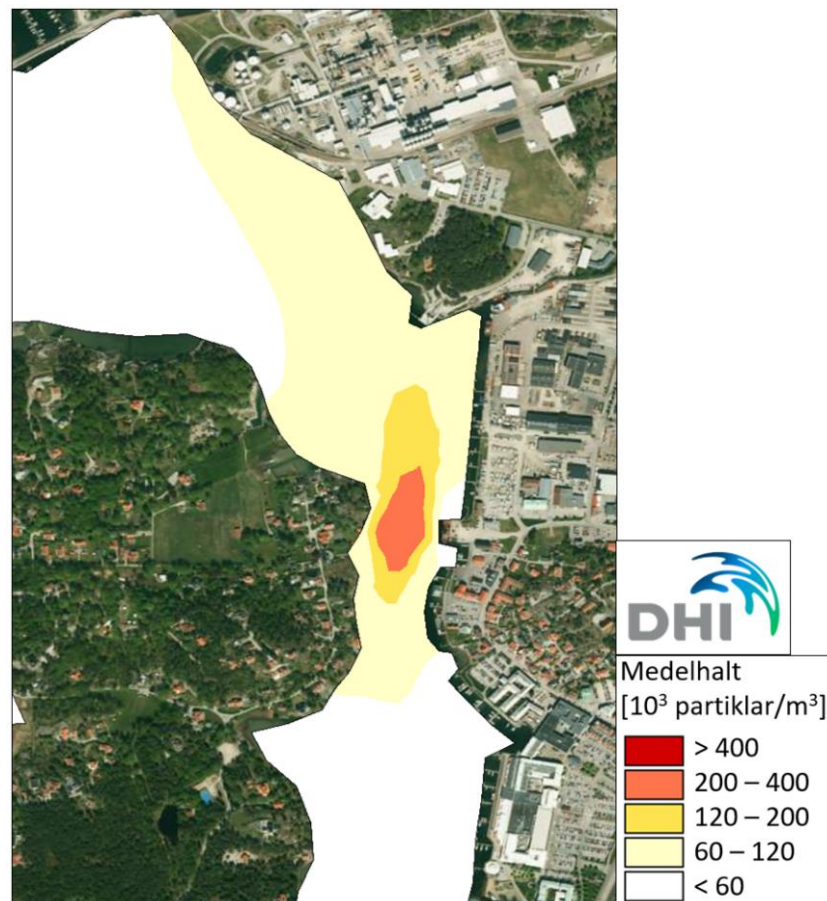 DHI
Medelhalt
[10³ partiklar/m³]
> 400
200 – 400
120 – 200
60 – 120
< 60